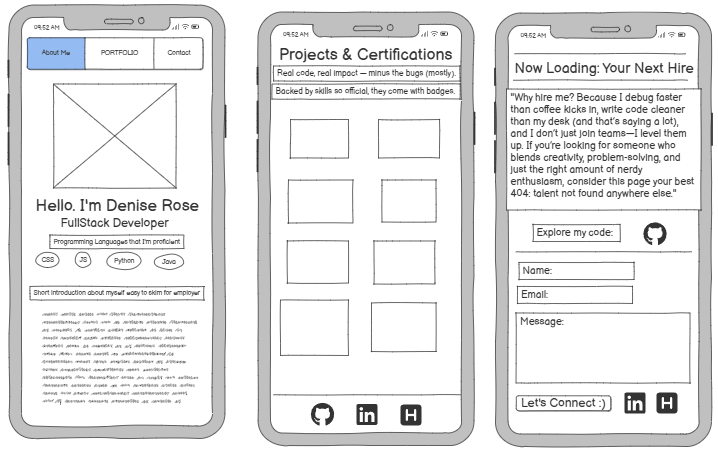 09:52 AM
About Me
PORTFOLIO
Contact
Hello. I'm Denise Rose
FullStack Developer
Programming Languages that I'm proficient
CSS
JS
Python
Java
Short introduction about myself easy to skim for employer
09:52 AM
Projects & Certifications
Real code, real impact — minus the bugs (mostly).
Backed by skills so official, they come with badges.
in
H
09:52 AM
Now Loading: Your Next Hire
"Why hire me? Because I debug faster
than coffee kicks in, write code cleaner
than my desk (and that's saying a lot),
and I don't just join teams—I level them
up. If you're looking for someone who
blends creativity, problem-solving, and
just the right amount of nerdy
enthusiasm, consider this page your best
404: talent not found anywhere else."
Explore my code:
Name:
Email:
Message:
Let's Connect :)
in
H